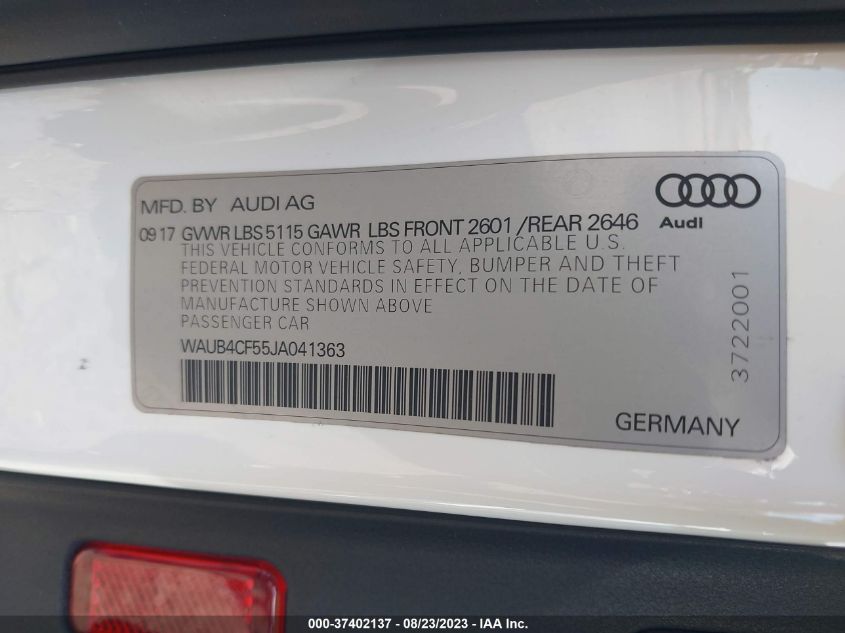 MFD. BY AUDI AG
Audi
09 17 GVWR LBS 5115 GAWR LBS FRONT 2601 /REAR 2646
THIS VEHICLE CONFORMS TO ALL APPLICABLE U.S.
FEDERAL MOTOR VEHICLE SAFETY, BUMPER AND THEFT
PREVENTION STANDARDS IN EFFECT ON THE DATE OF
MANUFACTURE SHOWN ABOVE
PASSENGER CAR
WAUB4CF55JA041363
3722001
GERMANY
000-37402137 - 08/23/2023 - IAA Inc.